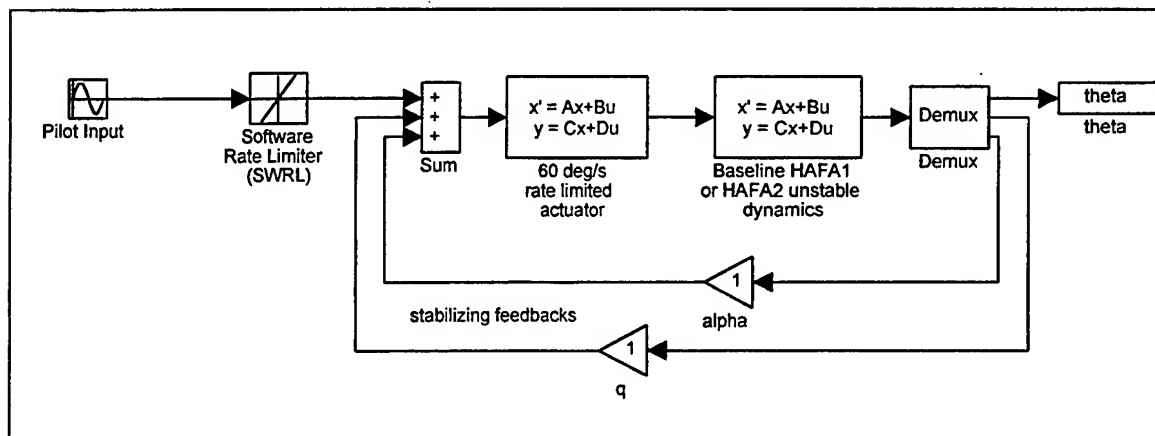 Pilot Input
Software
Rate Limiter
(SWRL)
+
+
+
Sum
x' = Ax+Bu
y = Cx+Du
60 deg/s
rate limited
actuator
x' = Ax+Bu
y = Cx+Du
Baseline HAFA1
or HAFA2 unstable
dynamics
Demux
Demux
theta
theta
1
alpha
stabilizing feedbacks
1
q